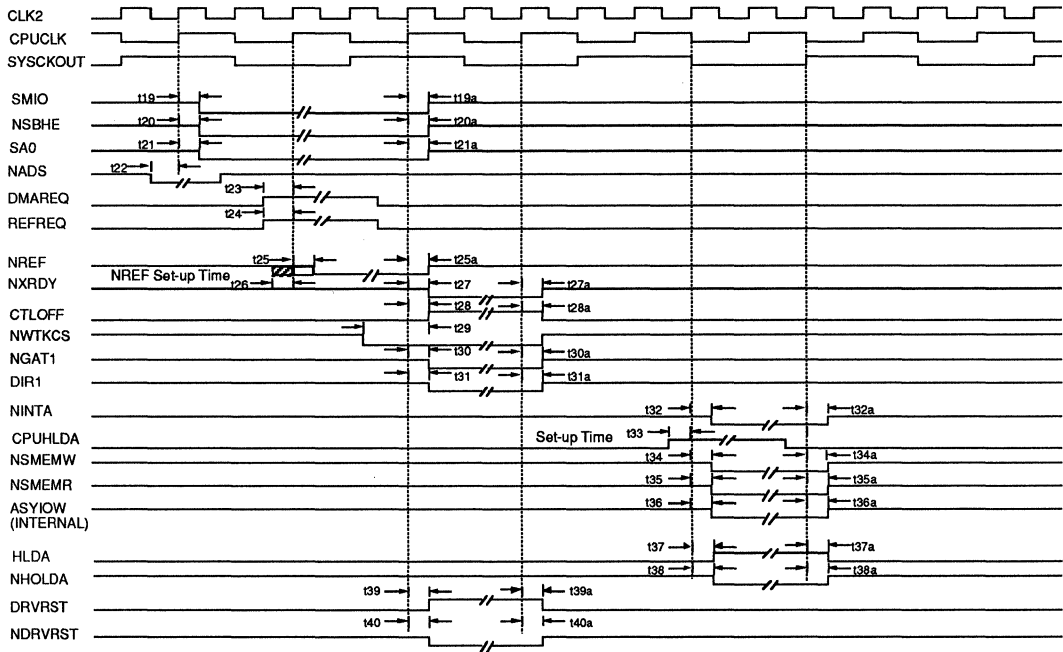 CLK2
CPUCLK
SYSCKOUT
SMIO t19 t19a
NSBHE t20 t20a
SA0 t21 t21a
NADS t22
DMAREQ t23
REFREQ t24
NREF t25 t25a
NREF Set-up Time
NXRDY t26 t27 t27a
CTLOFF t28 t28a
NWTKCS t29
NGAT1 t30 t30a
DIR1 t31 t31a
NINTA t32 t32a
CPUHLDA Set-up Time t33
NSMEMW t34 t34a
NSMEMR t35 t35a
ASYIOW t36 t36a
(INTERNAL)
HLDA t37 t37a
NHOLDA t38 t38a
DRVRST t39 t39a
NDRVRST t40 t40a